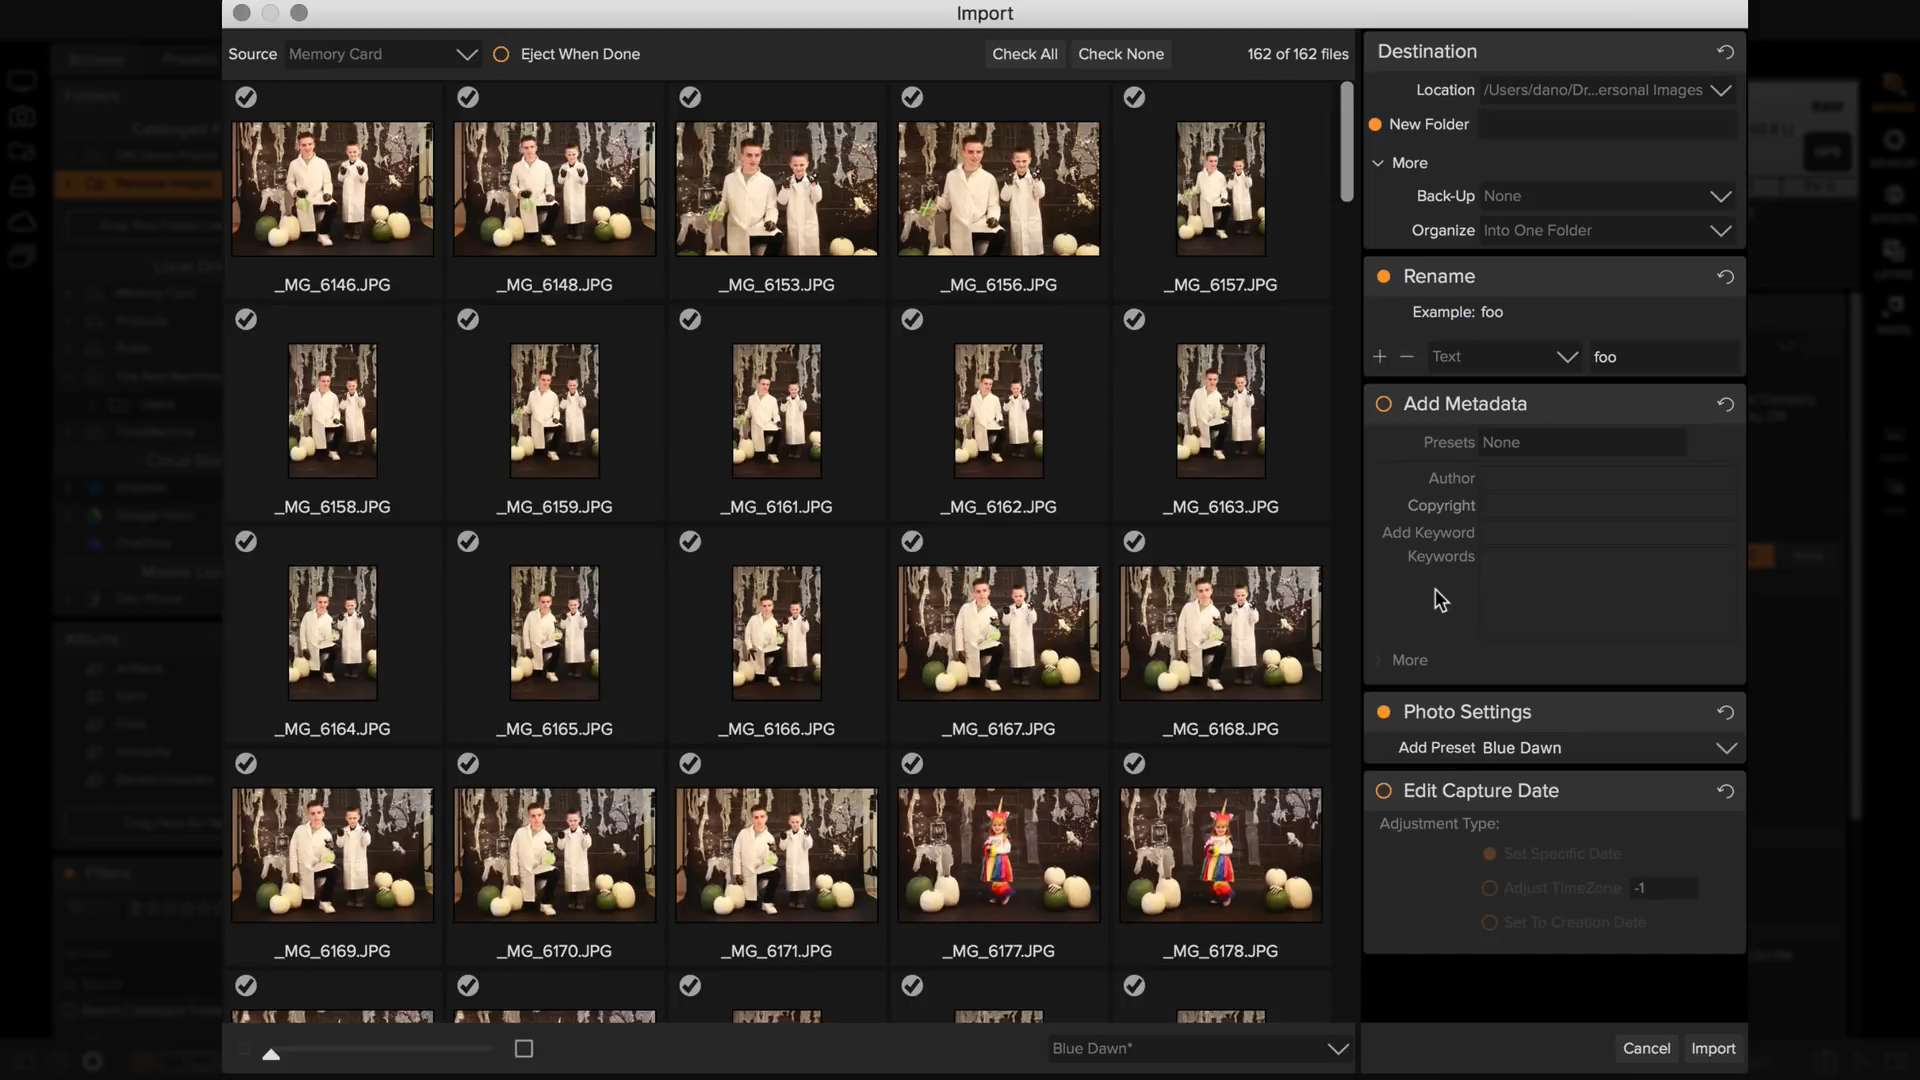 Import
Source Memory Card Eject When Done Check All Check None 162 of 162 files
_MG_6146.JPG _MG_6148.JPG _MG_6153.JPG _MG_6156.JPG _MG_6157.JPG
_MG_6158.JPG _MG_6159.JPG _MG_6161.JPG _MG_6162.JPG _MG_6163.JPG
_MG_6164.JPG _MG_6165.JPG _MG_6166.JPG _MG_6167.JPG _MG_6168.JPG
_MG_6169.JPG _MG_6170.JPG _MG_6171.JPG _MG_6177.JPG _MG_6178.JPG
Blue Dawn*
Destination
Location /Users/dano/Dr...ersonal Images
New Folder
More
Back-Up None
Organize Into One Folder
Rename
Example: foo
+ − Text foo
Add Metadata
Presets None
Author
Copyright
Add Keyword
Keywords
More
Photo Settings
Add Preset Blue Dawn
Edit Capture Date
Adjustment Type:
Set Specific Date
Adjust TimeZone -1
Set To Creation Date
Cancel Import